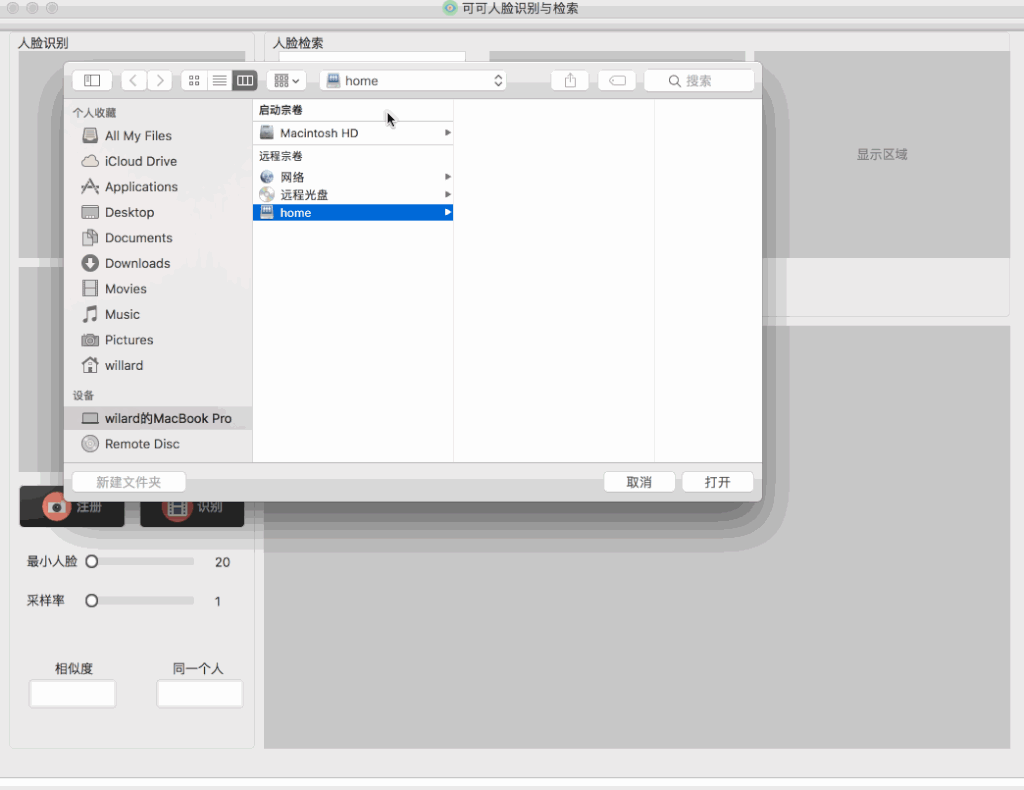 可可人脸识别与检索
人脸识别
人脸检索
home
搜索
个人收藏
All My Files
iCloud Drive
Applications
Desktop
Documents
Downloads
Movies
Music
Pictures
willard
设备
wilard的MacBook Pro
Remote Disc
启动宗卷
Macintosh HD
远程宗卷
网络
远程光盘
home
显示区域
新建文件夹
取消
打开
注册
识别
最小人脸
20
采样率
1
相似度
同一个人